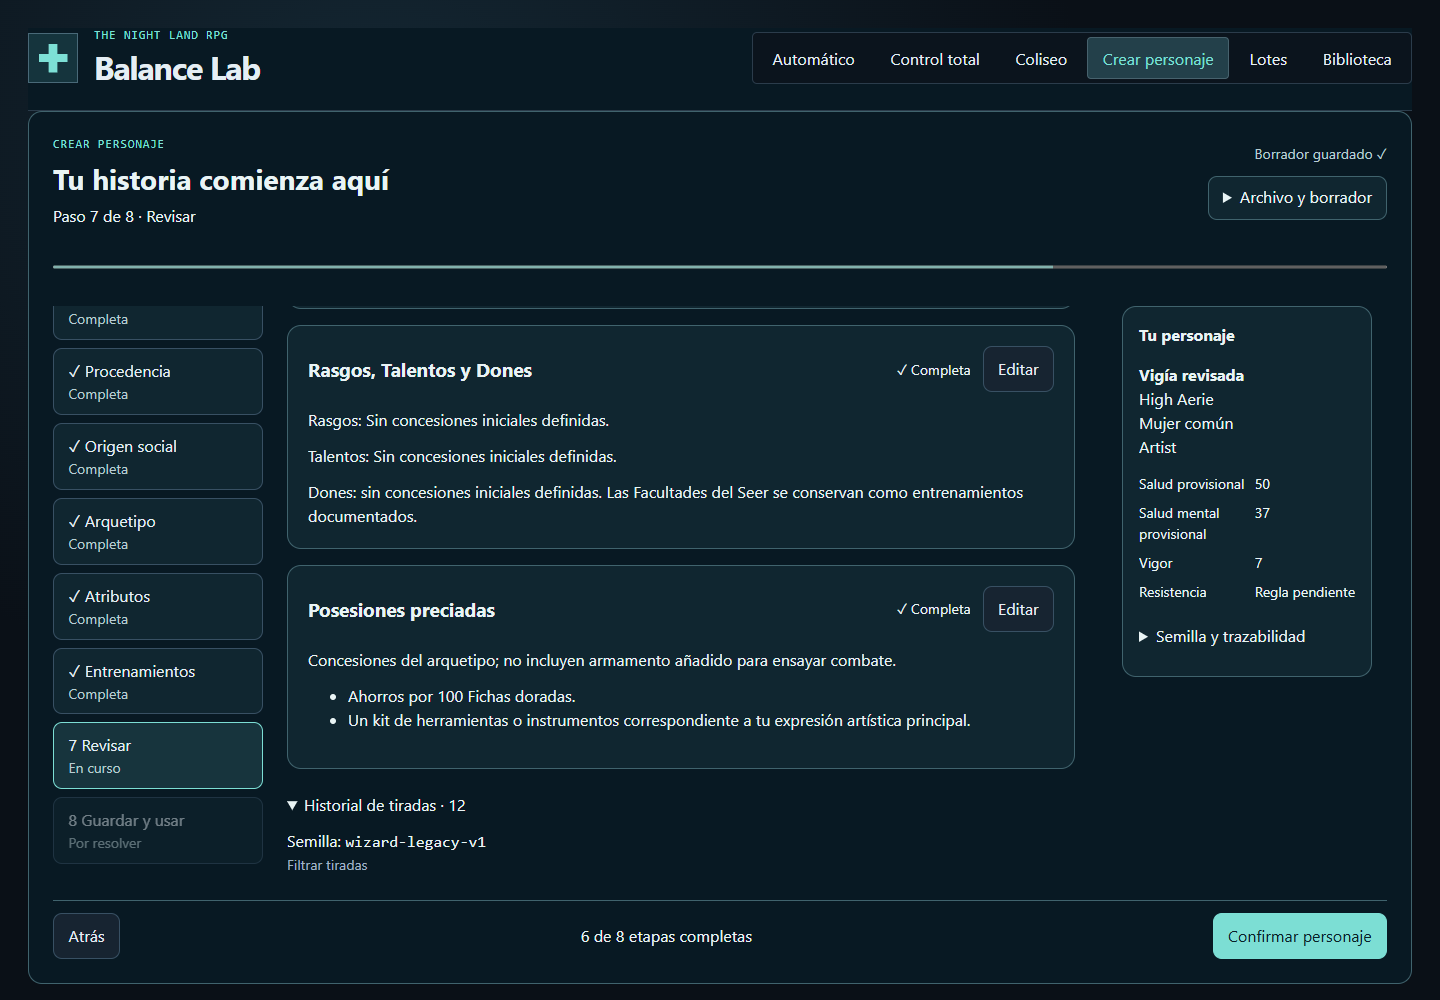 THE NIGHT LAND RPG
Balance Lab
Automático
Control total
Coliseo
Crear personaje
Lotes
Biblioteca
CREAR PERSONAJE
Tu historia comienza aquí
Paso 7 de 8 · Revisar
Borrador guardado ✓
▶ Archivo y borrador
Completa
✓ Procedencia
Completa
✓ Origen social
Completa
✓ Arquetipo
Completa
✓ Atributos
Completa
✓ Entrenamientos
Completa
7 Revisar
En curso
8 Guardar y usar
Por resolver
Rasgos, Talentos y Dones
✓ Completa
Editar
Rasgos: Sin concesiones iniciales definidas.
Talentos: Sin concesiones iniciales definidas.
Dones: sin concesiones iniciales definidas. Las Facultades del Seer se conservan como entrenamientos
documentados.
Posesiones preciadas
✓ Completa
Editar
Concesiones del arquetipo; no incluyen armamento añadido para ensayar combate.
• Ahorros por 100 Fichas doradas.
• Un kit de herramientas o instrumentos correspondiente a tu expresión artística principal.
▼ Historial de tiradas · 12
Semilla: wizard-legacy-v1
Filtrar tiradas
Tu personaje
Vigía revisada
High Aerie
Mujer común
Artist
Salud provisional 50
Salud mental 37
provisional
Vigor 7
Resistencia Regla pendiente
▶ Semilla y trazabilidad
Atrás
6 de 8 etapas completas
Confirmar personaje